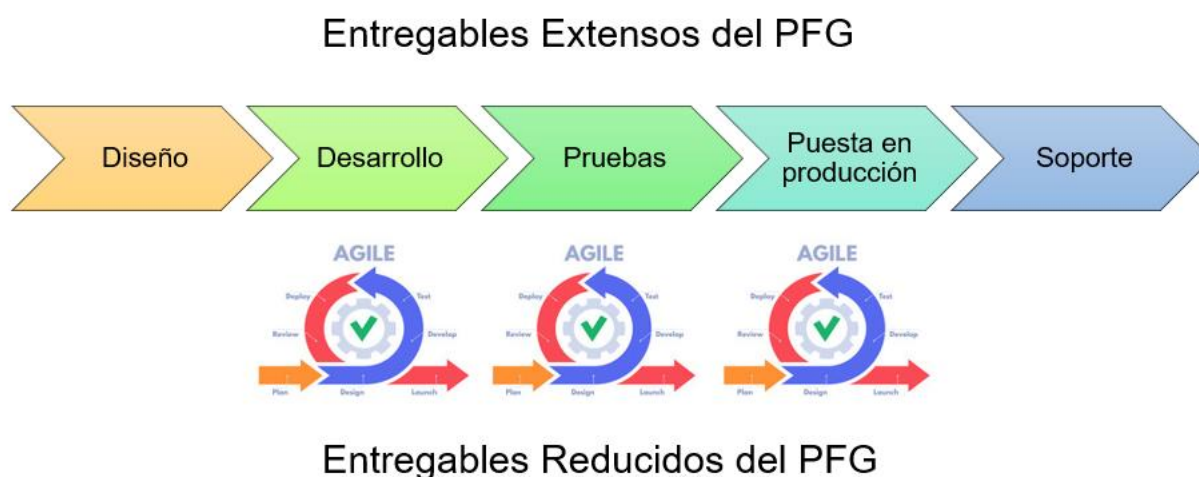 Entregables Extensos del PFG
Diseño
Desarrollo
Pruebas
Puesta en
producción
Soporte
AGILE
Deploy
Test
Review
Develop
Plan
Design
Launch
AGILE
Deploy
Test
Review
Develop
Plan
Design
Launch
AGILE
Deploy
Test
Review
Develop
Plan
Design
Launch
Entregables Reducidos del PFG